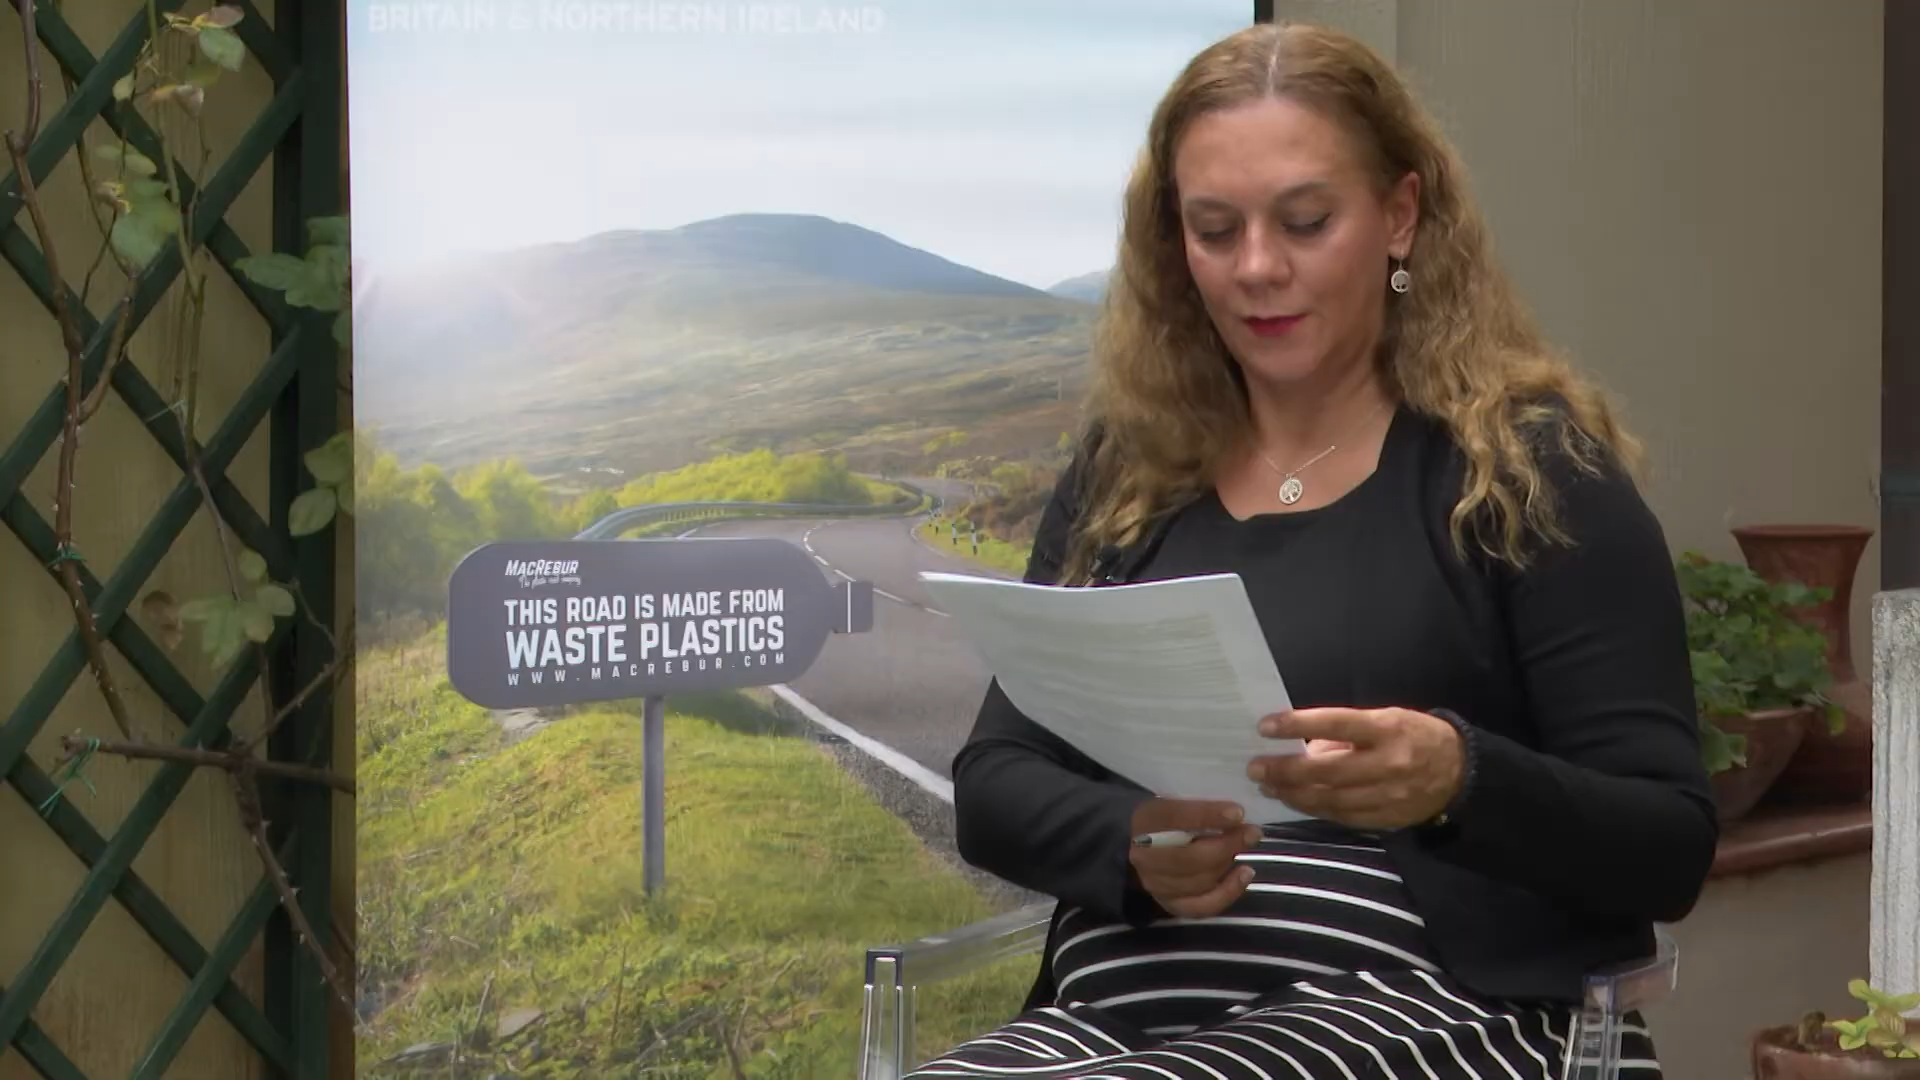 BRITAIN & NORTHERN IRELAND
MACREBUR
THIS ROAD IS MADE FROM
WASTE PLASTICS
WWW.MACREBUR.COM